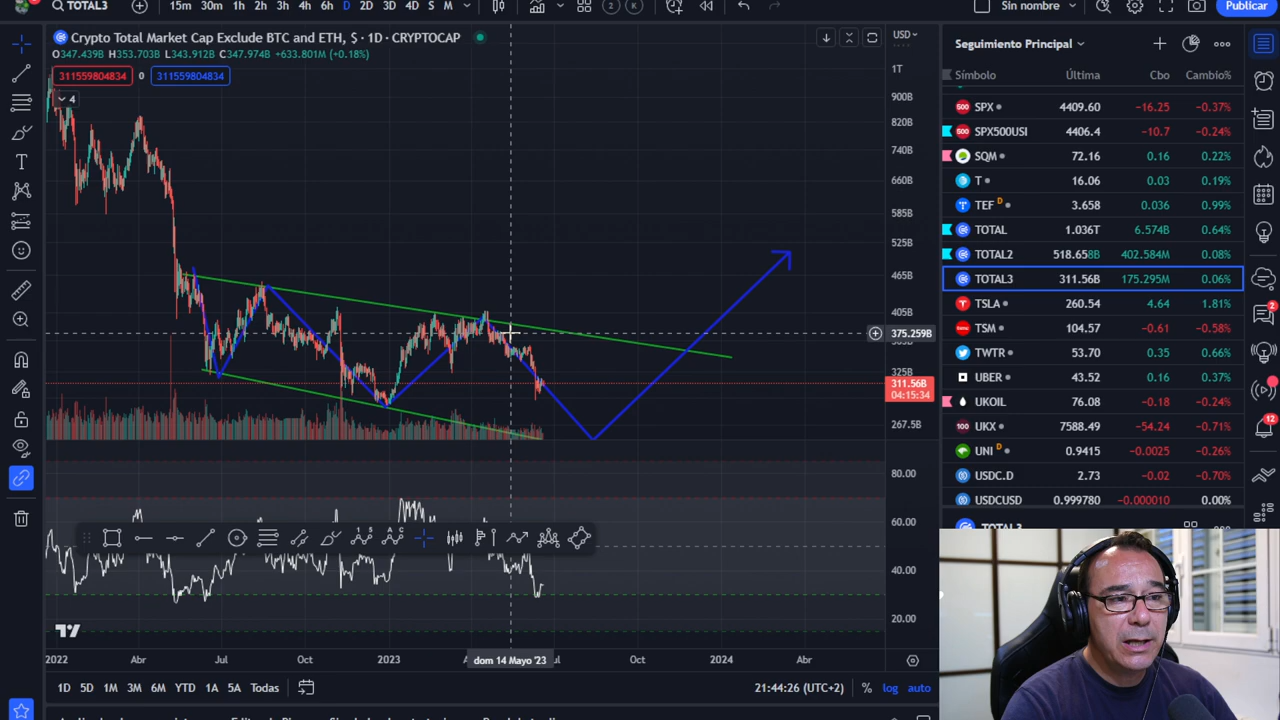 TOTAL3
15m 30m 1h 2h 3h 4h 6h D 2D 3D 4D S M
2 K
Sin nombre
Publicar
Crypto Total Market Cap Exclude BTC and ETH, $ · 1D · CRYPTOCAP
O347.439B H353.703B L343.912B C347.974B +633.801M (+0.18%)
311559804834 0 311559804834
4
USD
1T
900B
820B
740B
660B
585B
525B
465B
405B
375.259B
325B
311.56B
04:15:34
267.5B
80.00
60.00
40.00
20.00
2022 Abr Jul Oct 2023 dom 14 Mayo '23 Oct 2024 Abr
1D 5D 1M 3M 6M YTD 1A 5A Todas
21:44:26 (UTC+2) % log auto
Seguimiento Principal
Símbolo Última Cbo Cambio%
SPX 4409.60 −16.25 −0.37%
SPX500USI 4406.4 −10.7 −0.24%
SQM 72.16 0.16 0.22%
T 16.06 0.03 0.19%
TEF D 3.658 0.036 0.99%
TOTAL 1.036T 6.574B 0.64%
TOTAL2 518.658B 402.584M 0.08%
TOTAL3 311.56B 175.295M 0.06%
TSLA 260.54 4.64 1.81%
TSM 104.57 −0.61 −0.58%
TWTR 53.70 0.35 0.66%
UBER 43.52 0.16 0.37%
UKOIL 76.08 −0.18 −0.24%
UKX 7588.49 −54.24 −0.71%
UNI D 0.9415 −0.0025 −0.26%
USDC.D 2.73 −0.02 −0.70%
USDCUSD 0.999780 −0.000010 0.00%
TOTAL3
2
12